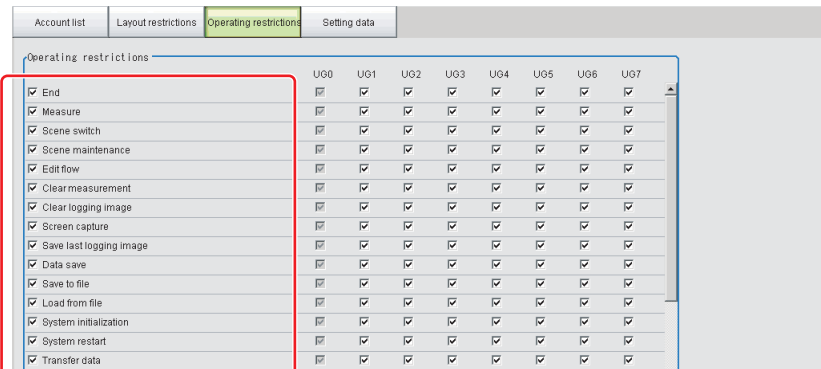 Account list Layout restrictions Operating restrictions Setting data
Operating restrictions
UG0 UG1 UG2 UG3 UG4 UG5 UG6 UG7
End
Measure
Scene switch
Scene maintenance
Edit flow
Clear measurement
Clear logging image
Screen capture
Save last logging image
Data save
Save to file
Load from file
System initialization
System restart
Transfer data